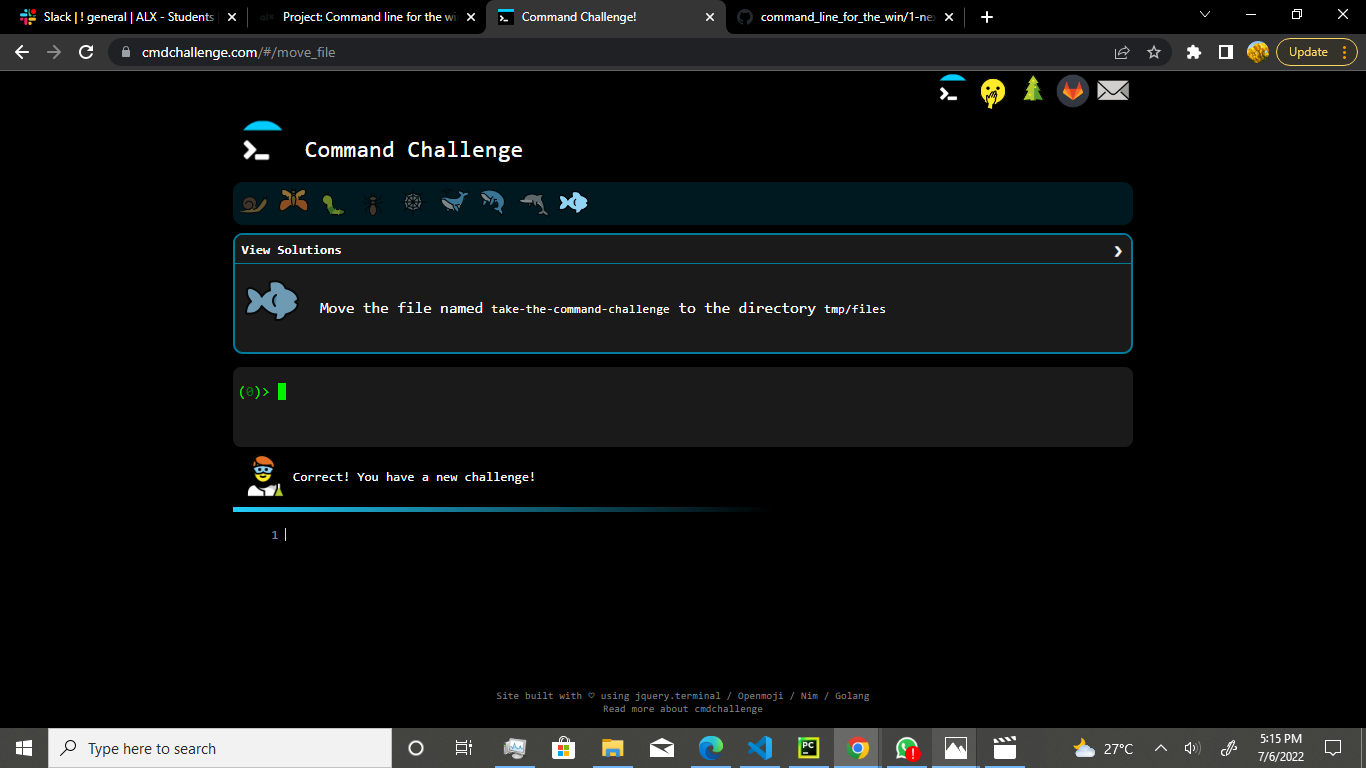 Slack | ! general | ALX - Students
Project: Command line for the wi
Command Challenge!
command_line_for_the_win/1-ne
cmdchallenge.com/#/move_file
Update
Command Challenge
View Solutions
Move the file named take-the-command-challenge to the directory tmp/files
(0)>
Correct! You have a new challenge!
1
Site built with ♡ using jquery.terminal / Openmoji / Nim / Golang
Read more about cmdchallenge
Type here to search
PC
27°C
5:15 PM
7/6/2022